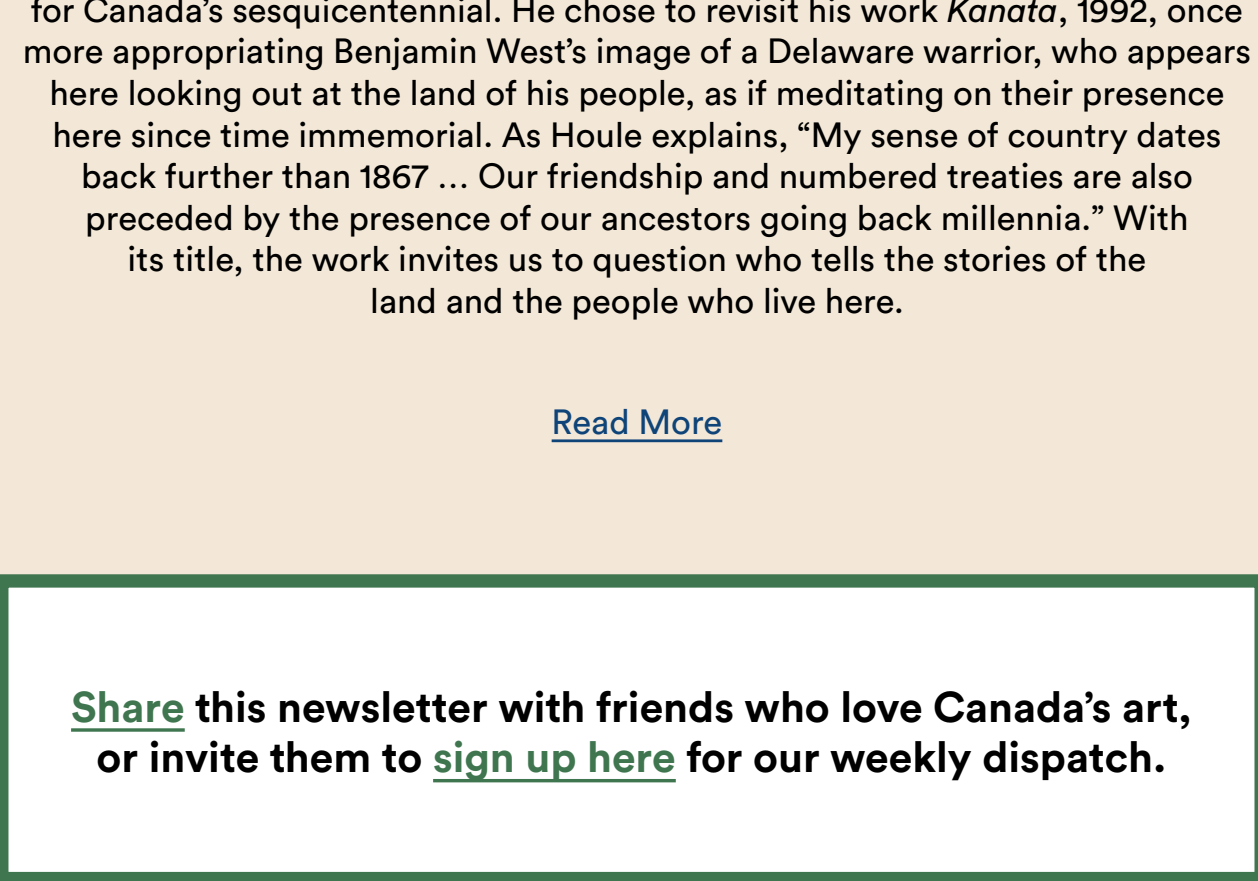 for Canada’s sesquicentennial. He chose to revisit his work Kanata, 1992, once
more appropriating Benjamin West’s image of a Delaware warrior, who appears
here looking out at the land of his people, as if meditating on their presence
here since time immemorial. As Houle explains, “My sense of country dates
back further than 1867 … Our friendship and numbered treaties are also
preceded by the presence of our ancestors going back millennia.” With
its title, the work invites us to question who tells the stories of the
land and the people who live here.
Read More
Share this newsletter with friends who love Canada’s art,
or invite them to sign up here for our weekly dispatch.